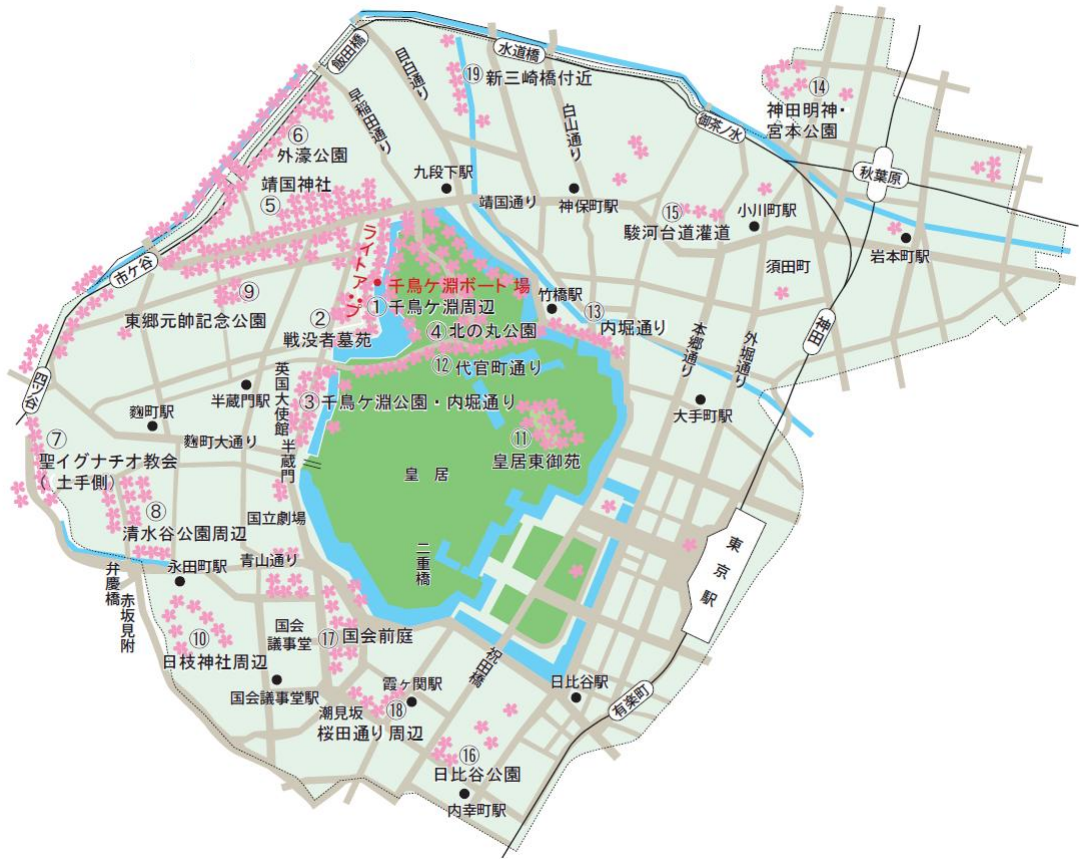 飯田橋
目白通り
早稲田通り
水道橋
⑲新三崎橋付近
白山通り
御茶ノ水
⑭
神田明神・
宮本公園
秋葉原
⑥
外濠公園
靖国神社
⑤
九段下駅
靖国通り
神保町駅
⑮
駿河台道灌道
小川町駅
須田町
岩本町駅
市ケ谷
ライトアップ
千鳥ケ淵ボート場
①千鳥ケ淵周辺
②
戦没者墓苑
④北の丸公園
竹橋駅
⑬
内堀通り
本郷通り
外堀通り
神田
⑨
東郷元帥記念公園
⑫代官町通り
四ツ谷
英国大使館
半蔵門駅
③千鳥ケ淵公園・内堀通り
大手町駅
麴町駅
麴町大通り
半蔵門
⑪
皇居東御苑
皇居
⑦
聖イグナチオ教会
(土手側)
⑧
清水谷公園周辺
国立劇場
二重橋
東京駅
青山通り
永田町駅
弁慶橋
赤坂見附
⑩
日枝神社周辺
国会
議事堂
⑰国会前庭
祝田橋
国会議事堂駅
霞ヶ関駅
日比谷駅
有楽町
潮見坂
⑱
桜田通り周辺
⑯
日比谷公園
内幸町駅